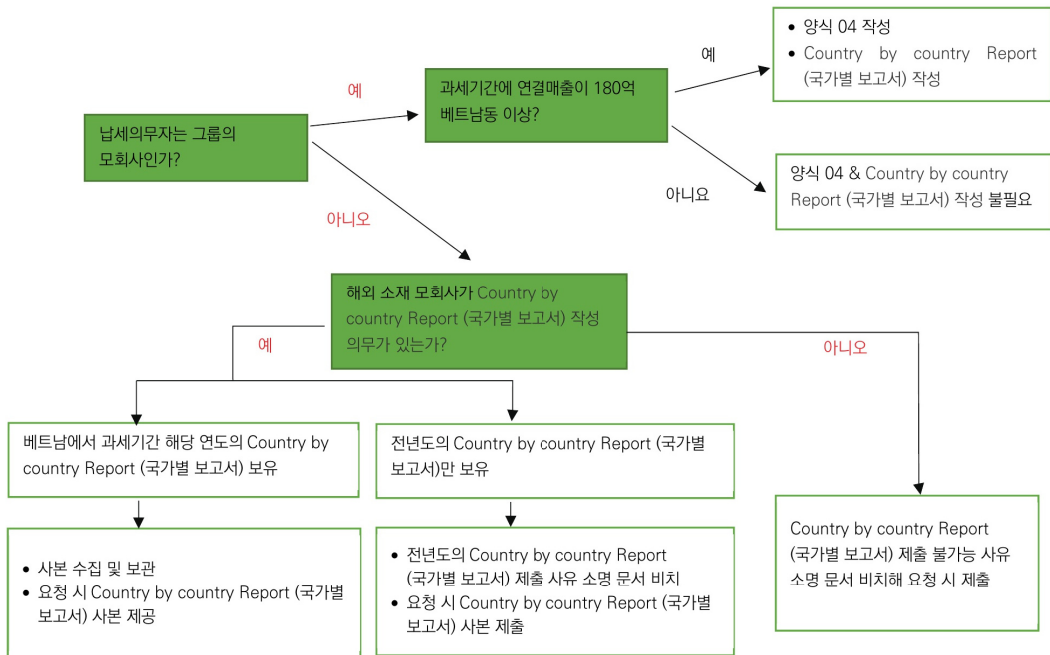 납세의무자는 그룹의
모회사인가?
예
과세기간에 연결매출이 180억
베트남동 이상?
예
• 양식 04 작성
• Country by country Report
(국가별 보고서) 작성
아니요
양식 04 & Country by country
Report (국가별 보고서) 작성 불필요
아니오
해외 소재 모회사가 Country by
country Report (국가별 보고서) 작성
의무가 있는가?
예
아니오
베트남에서 과세기간 해당 연도의 Country by
country Report (국가별 보고서) 보유
• 사본 수집 및 보관
• 요청 시 Country by country Report (국가별
보고서) 사본 제공
전년도의 Country by country Report (국가별
보고서)만 보유
• 전년도의 Country by country Report
(국가별 보고서) 제출 사유 소명 문서 비치
• 요청 시 Country by country Report (국가별
보고서) 사본 제출
Country by country Report
(국가별 보고서) 제출 불가능 사유
소명 문서 비치해 요청 시 제출